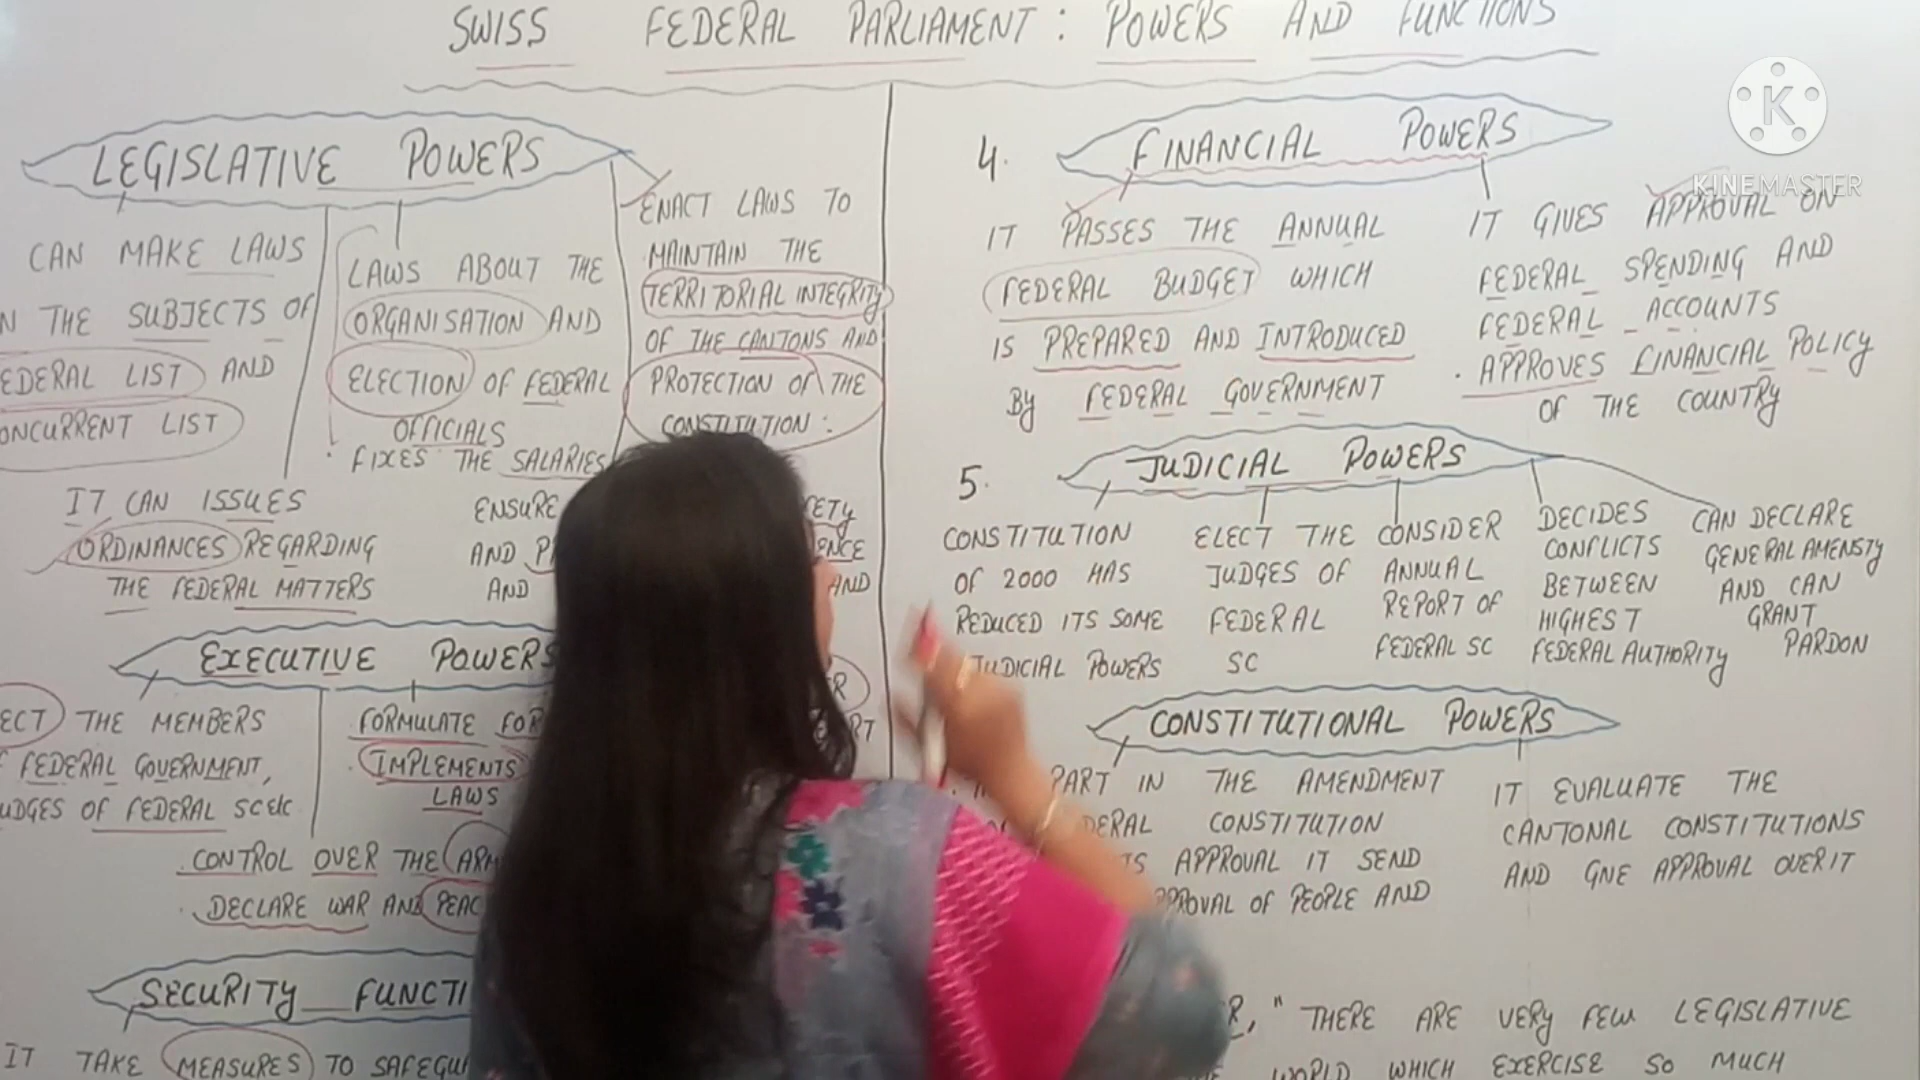 SWISS FEDERAL PARLIAMENT: POWERS AND FUNCTIONS
LEGISLATIVE POWERS
CAN MAKE LAWS
THE SUBJECTS OF
LIST AND
LIST
LAWS ABOUT THE
ORGANISATION AND
ELECTION OF FEDERAL
OFFICIALS
. FIXES THE SALARIES
ENACT LAWS TO
MAINTAIN THE
TERRITORIAL INTEGRITY
OF THE CANTONS AND
PROTECTION OF THE
CONSTITUTION.
IT CAN ISSUES
ORDINANCES REGARDING
THE FEDERAL MATTERS
ENSURE
AND
AND
AND
EXECUTIVE POWERS
THE MEMBERS
FEDERAL GOVERNMENT,
OF FEDERAL SC etc
FORMULATE
. IMPLEMENTS
LAWS
. CONTROL OVER THE
. DECLARE WAR AND
SECURITY
IT TAKE MEASURES TO
4. FINANCIAL POWERS
IT PASSES THE ANNUAL
FEDERAL BUDGET WHICH
IS PREPARED AND INTRODUCED
BY FEDERAL GOVERNMENT
IT GIVES APPROVAL ON
FEDERAL SPENDING AND
FEDERAL ACCOUNTS
. APPROVES FINANCIAL POLICY
OF THE COUNTRY
5. JUDICIAL POWERS
CONSTITUTION
OF 2000 HAS
REDUCED ITS SOME
JUDICIAL POWERS
ELECT THE
JUDGES OF
FEDERAL
SC
CONSIDER
ANNUAL
REPORT OF
FEDERAL SC
DECIDES
CONFLICTS
BETWEEN
HIGHEST
FEDERAL AUTHORITY
CAN DECLARE
GENERAL AMENSTY
AND CAN
GRANT
PARDON
CONSTITUTIONAL POWERS
PART IN THE AMENDMENT
CONSTITUTION
APPROVAL IT SEND
OF PEOPLE AND
IT EVALUATE THE
CANTONAL CONSTITUTIONS
AND GIVE APPROVAL OVER IT
" THERE ARE VERY FEW LEGISLATIVE
WORLD WHICH EXERCISE SO MUCH
K
KINEMASTER